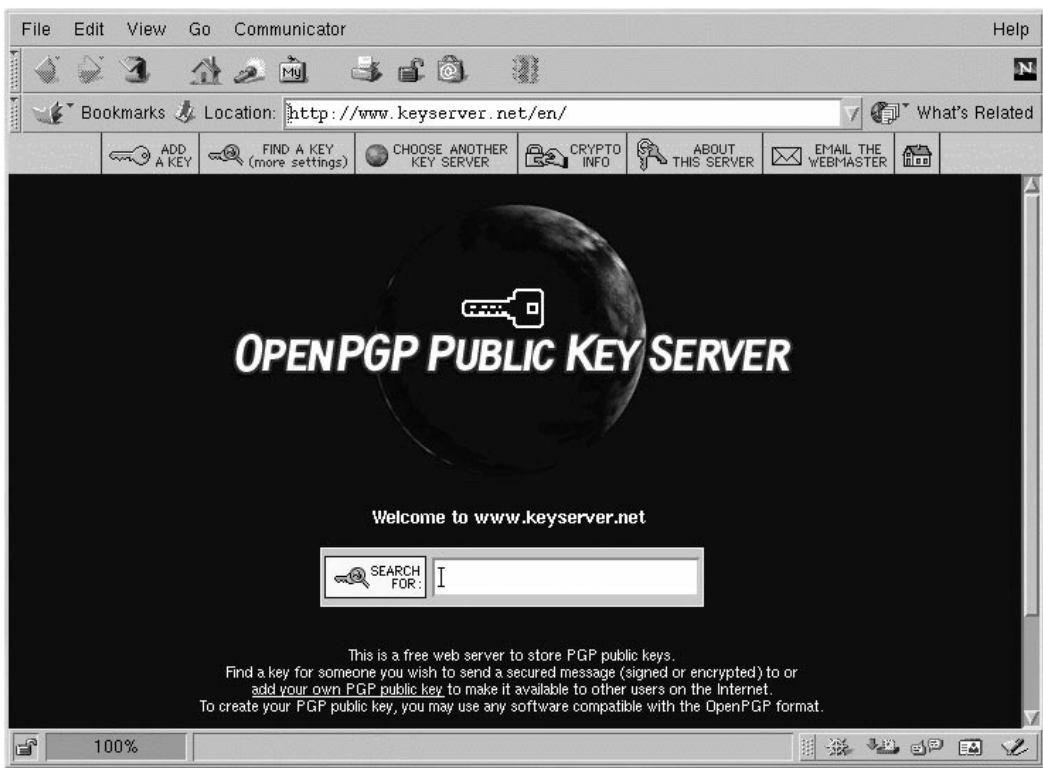 File Edit View Go Communicator Help
My N
Bookmarks Location: http://www.keyserver.net/en/ What's Related
ADD A KEY
FIND A KEY (more settings)
CHOOSE ANOTHER KEY SERVER
CRYPTO INFO
ABOUT THIS SERVER
EMAIL THE WEBMASTER
OPENPGP PUBLIC KEY SERVER
Welcome to www.keyserver.net
SEARCH FOR:
This is a free web server to store PGP public keys.
Find a key for someone you wish to send a secured message (signed or encrypted) to or
add your own PGP public key to make it available to other users on the Internet.
To create your PGP public key, you may use any software compatible with the OpenPGP format.
100%